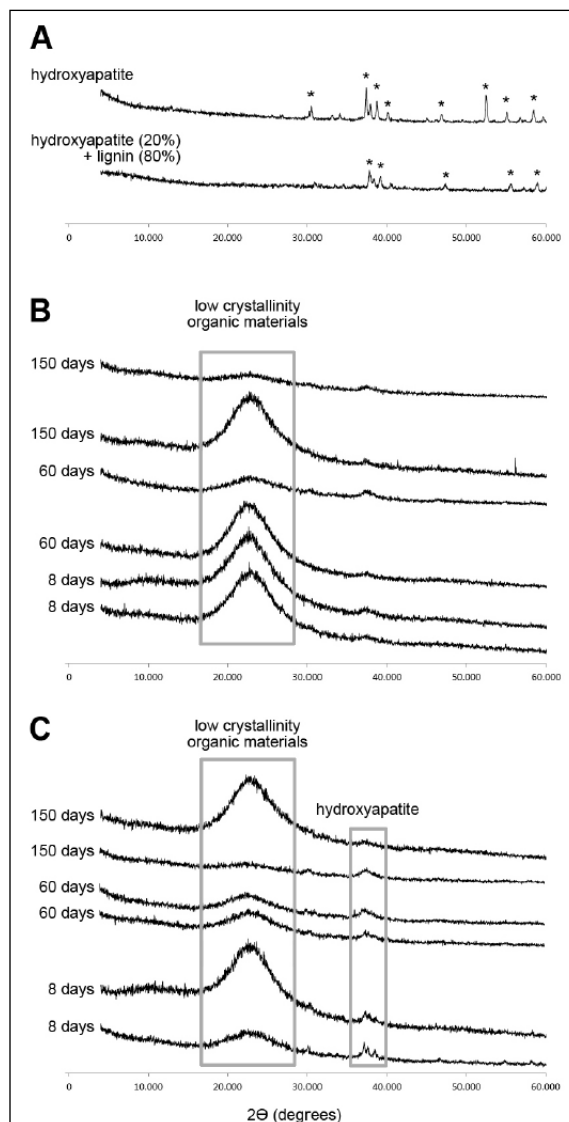 A
hydroxyapatite
* * * * * * * * *
hydroxyapatite (20%)
+ lignin (80%)
* * * * *
0 10.000 20.000 30.000 40.000 50.000 60.000
low crystallinity
organic materials
B
150 days
150 days
60 days
60 days
8 days
8 days
0 10.000 20.000 30.000 40.000 50.000 60.000
low crystallinity
organic materials
C
hydroxyapatite
150 days
150 days
60 days
60 days
8 days
8 days
0 10.000 20.000 30.000 40.000 50.000 60.000
2Θ (degrees)